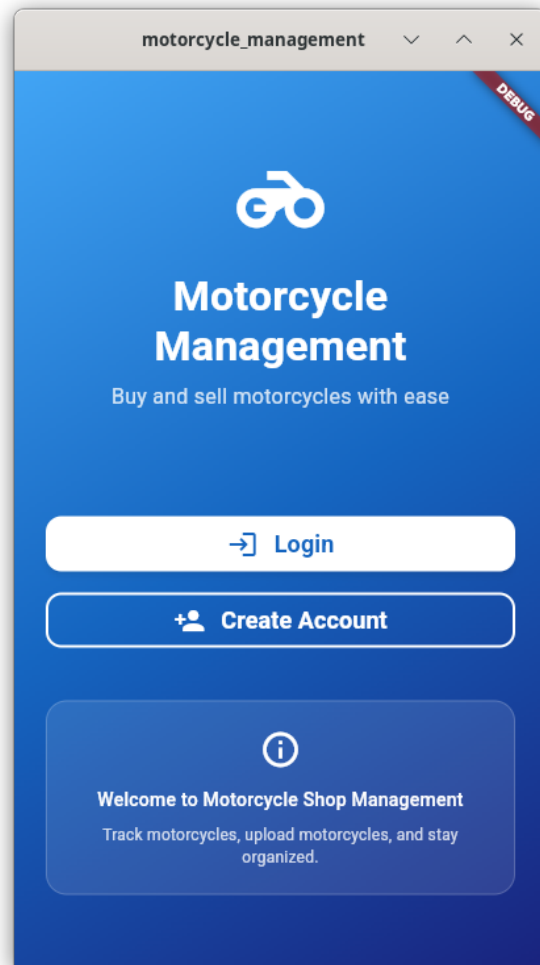 motorcycle_management
DEBUG
Motorcycle
Management
Buy and sell motorcycles with ease
Login
Create Account
Welcome to Motorcycle Shop Management
Track motorcycles, upload motorcycles, and stay
organized.